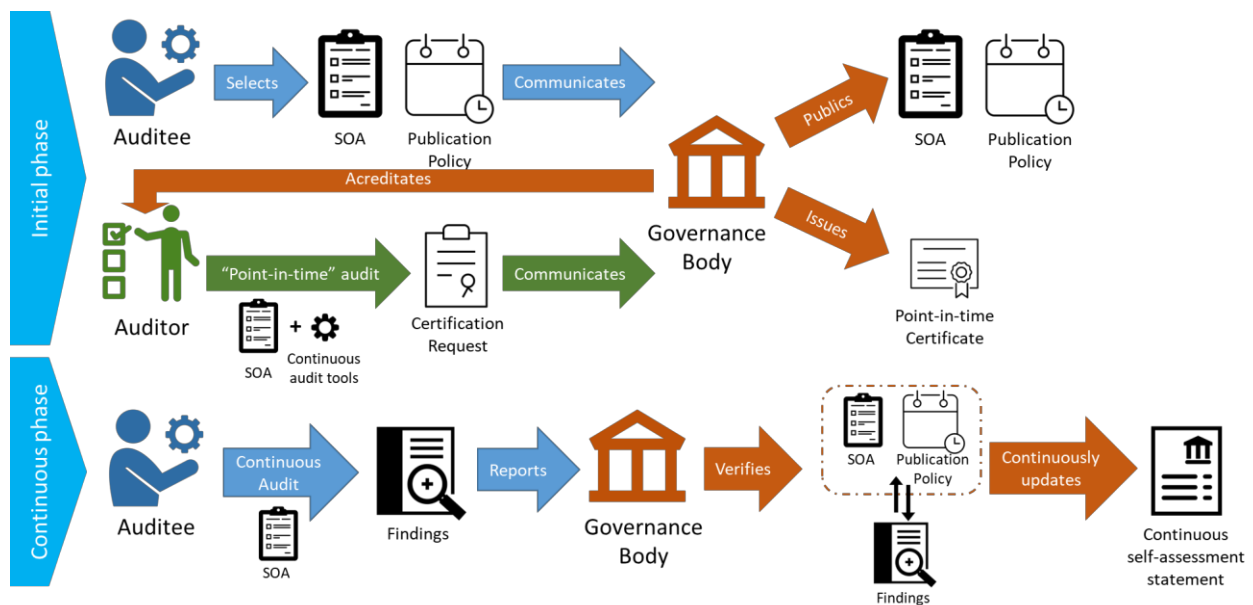 Initial phase
Auditee
Selects
SOA
Publication
Policy
Communicates
Publics
SOA
Publication
Policy
Acreditates
Governance
Body
Issues
Auditor
"Point-in-time" audit
SOA
+
Continuous
audit tools
Certification
Request
Communicates
Point-in-time
Certificate
Continuous phase
Auditee
Continuous
Audit
SOA
Findings
Reports
Governance
Body
Verifies
SOA
Publication
Policy
Findings
Continuously
updates
Continuous
self-assessment
statement